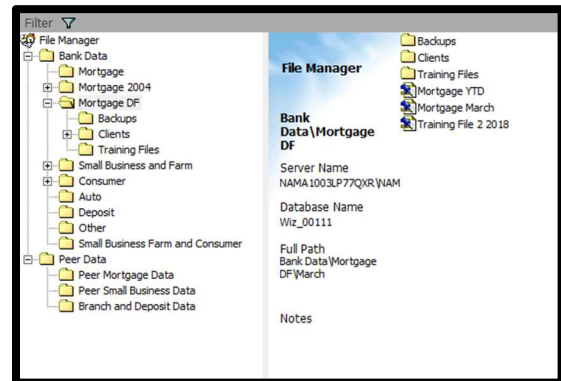 Filter
File Manager
Bank Data
Mortgage
Mortgage 2004
Mortgage DF
Backups
Clients
Training Files
Small Business and Farm
Consumer
Auto
Deposit
Other
Small Business Farm and Consumer
Peer Data
Peer Mortgage Data
Peer Small Business Data
Branch and Deposit Data
File Manager
Bank
Data\Mortgage
DF
Server Name
NAMA1003LP77QXR\NAM
Database Name
Wiz_00111
Full Path
Bank Data\Mortgage
DF\March
Notes
Backups
Clients
Training Files
Mortgage YTD
Mortgage March
Training File 2 2018